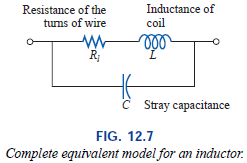 Resistance of the
turns of wire
Inductance of
coil
Rl
L
C
Stray capacitance
FIG. 12.7
Complete equivalent model for an inductor.